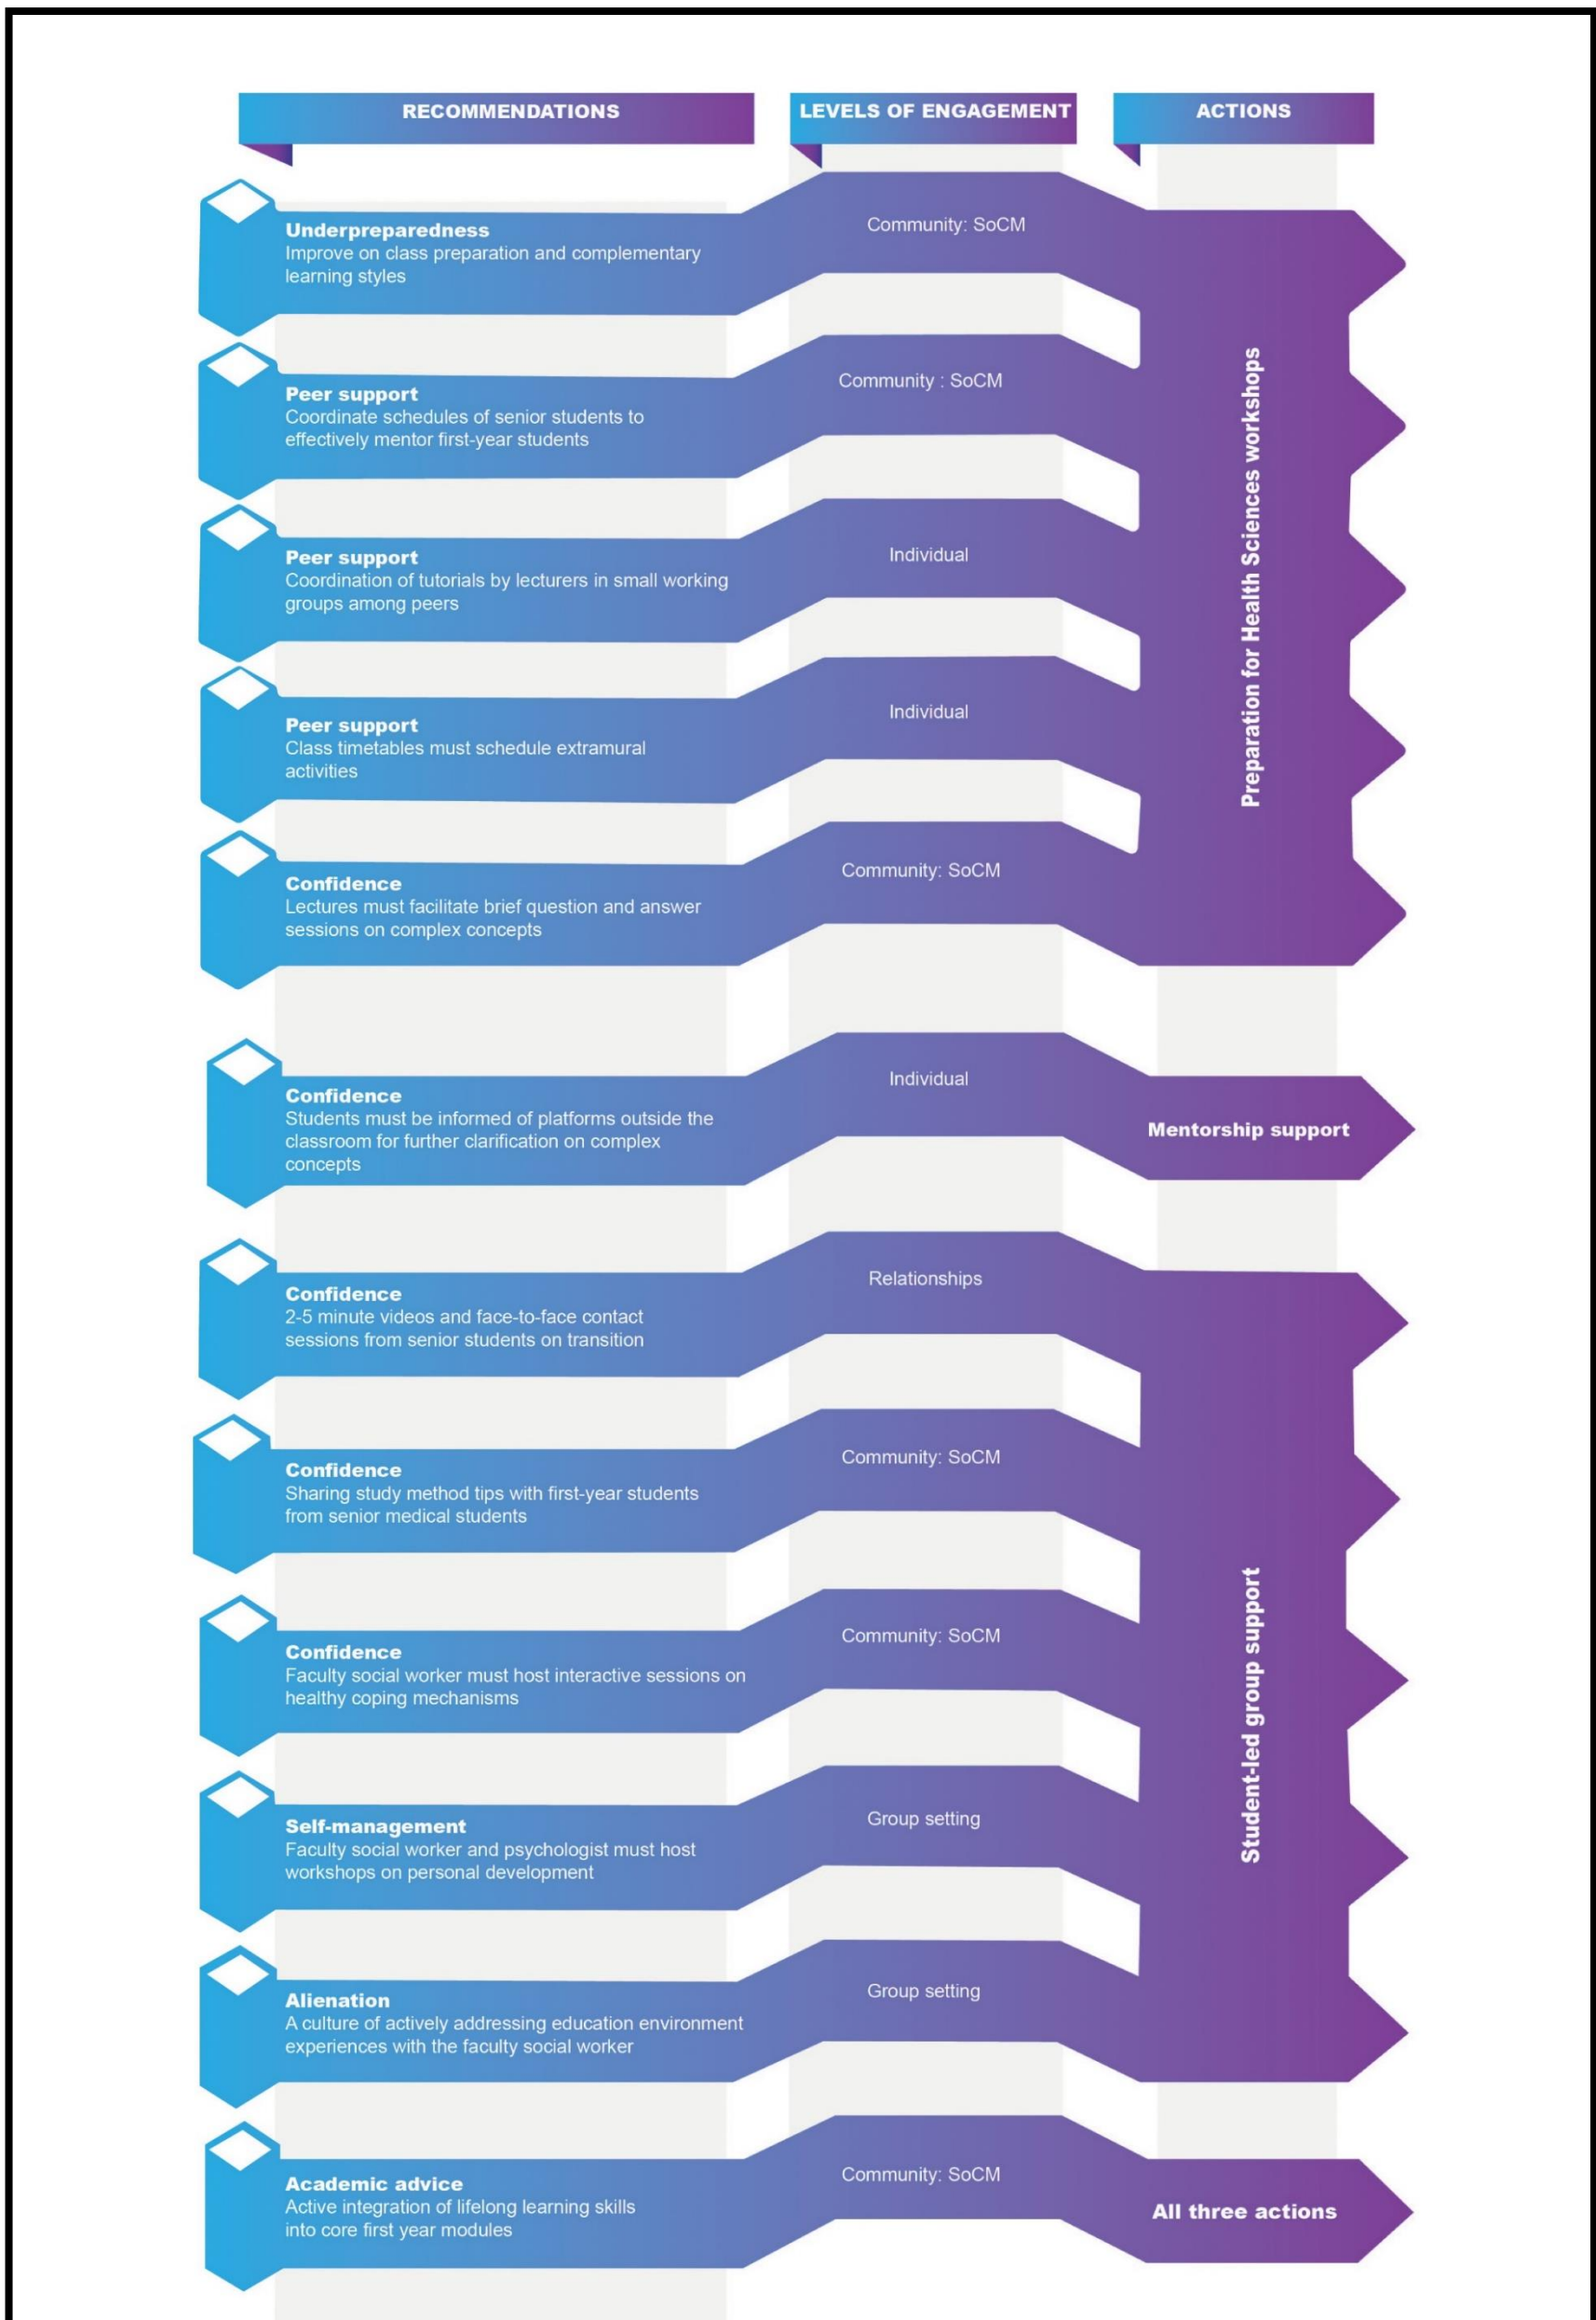 RECOMMENDATIONS
LEVELS OF ENGAGEMENT
ACTIONS
Underpreparedness
Improve on class preparation and complementary
learning styles
Community: SoCM
Peer support
Coordinate schedules of senior students to
effectively mentor first-year students
Community : SoCM
Peer support
Coordination of tutorials by lecturers in small working
groups among peers
Individual
Peer support
Class timetables must schedule extramural
activities
Individual
Confidence
Lectures must facilitate brief question and answer
sessions on complex concepts
Community: SoCM
Preparation for Health Sciences workshops
Confidence
Students must be informed of platforms outside the
classroom for further clarification on complex
concepts
Individual
Mentorship support
Confidence
2-5 minute videos and face-to-face contact
sessions from senior students on transition
Relationships
Confidence
Sharing study method tips with first-year students
from senior medical students
Community: SoCM
Confidence
Faculty social worker must host interactive sessions on
healthy coping mechanisms
Community: SoCM
Self-management
Faculty social worker and psychologist must host
workshops on personal development
Group setting
Alienation
A culture of actively addressing education environment
experiences with the faculty social worker
Group setting
Student-led group support
Academic advice
Active integration of lifelong learning skills
into core first year modules
Community: SoCM
All three actions